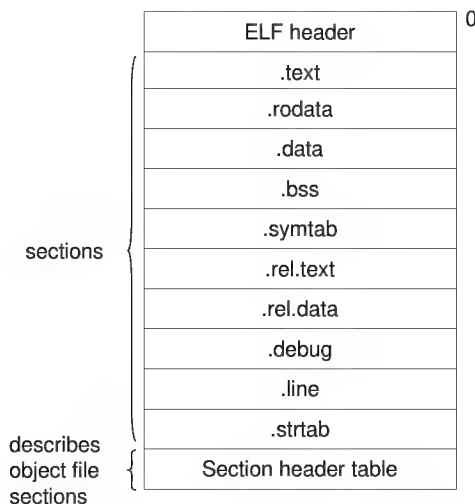 0
ELF header
.text
.rodata
.data
.bss
.symtab
sections
.rel.text
.rel.data
.debug
.line
.strtab
describes
object file
sections
Section header table